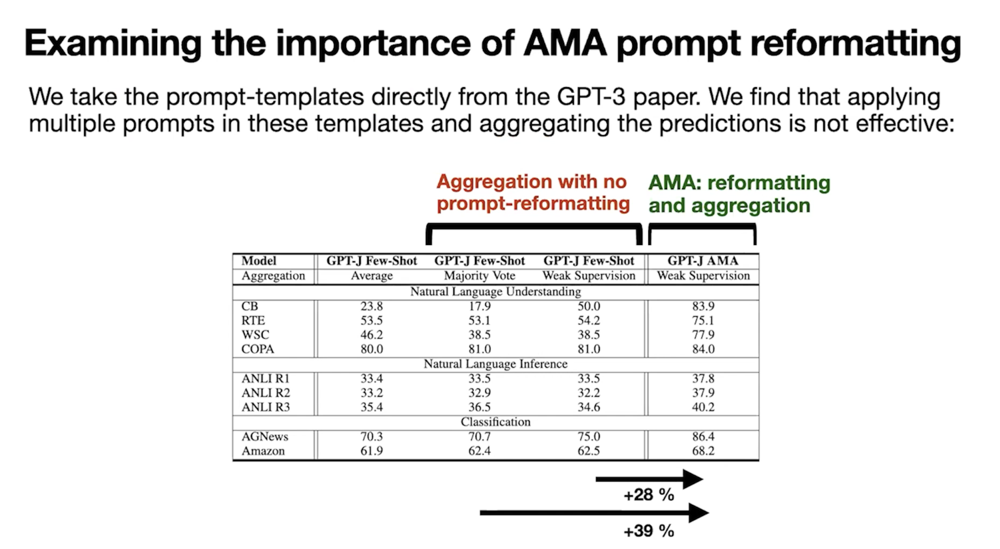 Examining the importance of AMA prompt reformatting
We take the prompt-templates directly from the GPT-3 paper. We find that applying
multiple prompts in these templates and aggregating the predictions is not effective:
Aggregation with no
prompt-reformatting
AMA: reformatting
and aggregation
Model GPT-J Few-Shot GPT-J Few-Shot GPT-J Few-Shot GPT-J AMA
Aggregation Average Majority Vote Weak Supervision Weak Supervision
Natural Language Understanding
CB 23.8 17.9 50.0 83.9
RTE 53.5 53.1 54.2 75.1
WSC 46.2 38.5 38.5 77.9
COPA 80.0 81.0 81.0 84.0
Natural Language Inference
ANLI R1 33.4 33.5 33.5 37.8
ANLI R2 33.2 32.9 32.2 37.9
ANLI R3 35.4 36.5 34.6 40.2
Classification
AGNews 70.3 70.7 75.0 86.4
Amazon 61.9 62.4 62.5 68.2
+28 %
+39 %